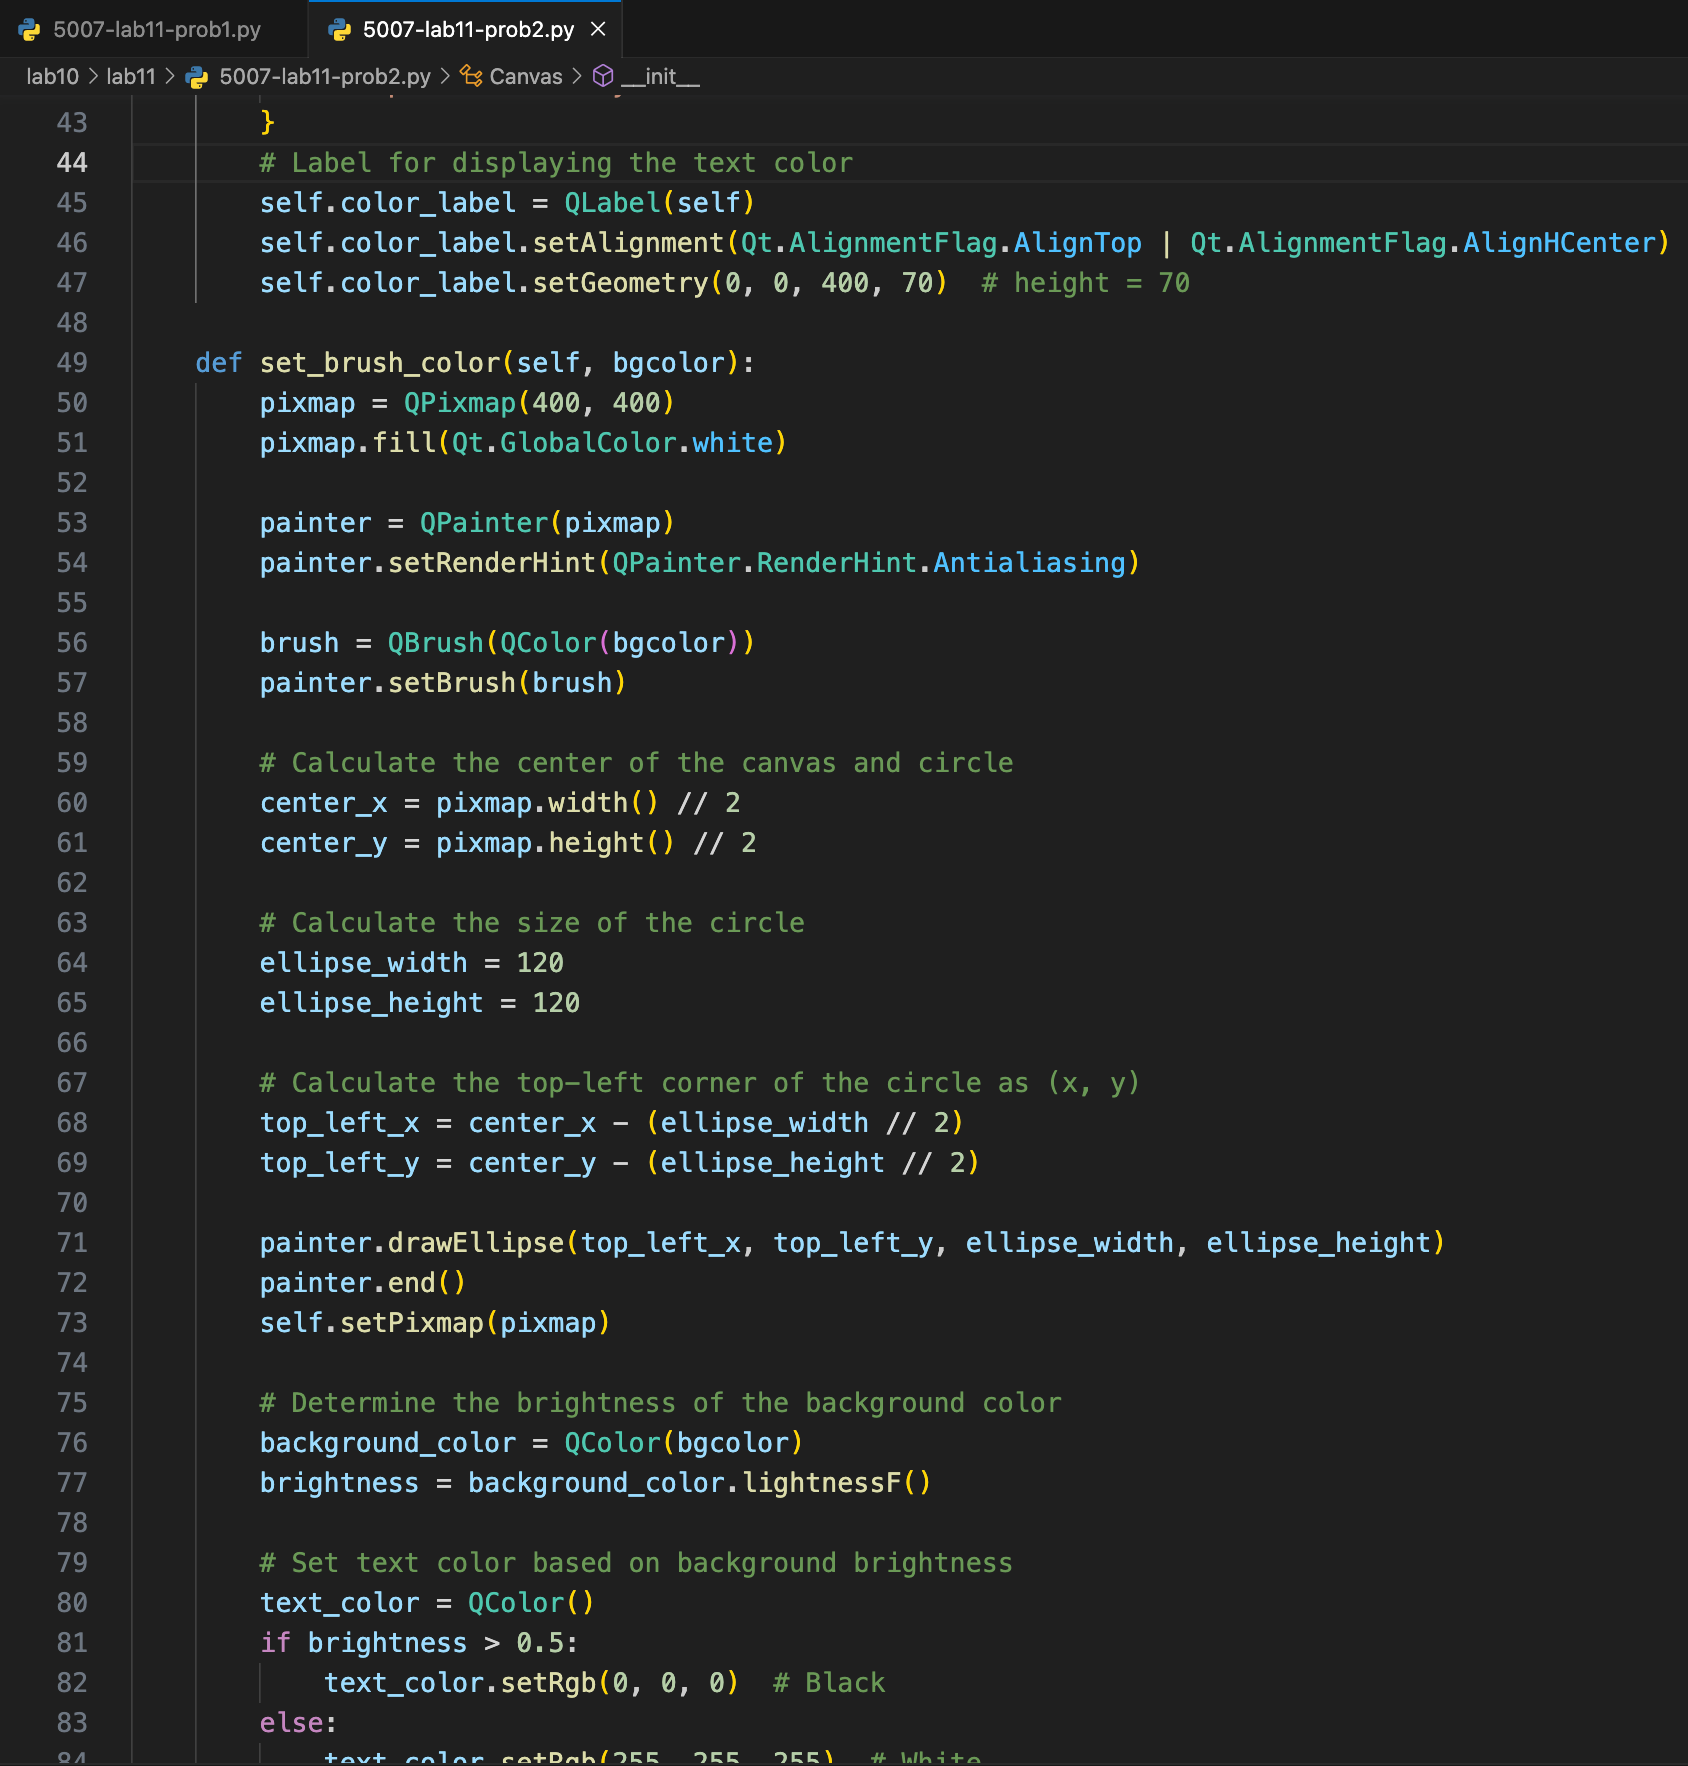 5007-lab11-prob1.py 5007-lab11-prob2.py
lab10 > lab11 > 5007-lab11-prob2.py > Canvas > __init__
43 }
44 # Label for displaying the text color
45 self.color_label = QLabel(self)
46 self.color_label.setAlignment(Qt.AlignmentFlag.AlignTop | Qt.AlignmentFlag.AlignHCenter)
47 self.color_label.setGeometry(0, 0, 400, 70)  # height = 70
48
49 def set_brush_color(self, bgcolor):
50 pixmap = QPixmap(400, 400)
51 pixmap.fill(Qt.GlobalColor.white)
52
53 painter = QPainter(pixmap)
54 painter.setRenderHint(QPainter.RenderHint.Antialiasing)
55
56 brush = QBrush(QColor(bgcolor))
57 painter.setBrush(brush)
58
59 # Calculate the center of the canvas and circle
60 center_x = pixmap.width() // 2
61 center_y = pixmap.height() // 2
62
63 # Calculate the size of the circle
64 ellipse_width = 120
65 ellipse_height = 120
66
67 # Calculate the top-left corner of the circle as (x, y)
68 top_left_x = center_x - (ellipse_width // 2)
69 top_left_y = center_y - (ellipse_height // 2)
70
71 painter.drawEllipse(top_left_x, top_left_y, ellipse_width, ellipse_height)
72 painter.end()
73 self.setPixmap(pixmap)
74
75 # Determine the brightness of the background color
76 background_color = QColor(bgcolor)
77 brightness = background_color.lightnessF()
78
79 # Set text color based on background brightness
80 text_color = QColor()
81 if brightness > 0.5:
82 text_color.setRgb(0, 0, 0)  # Black
83 else:
84 text_color.setRgb(255, 255, 255)  # White